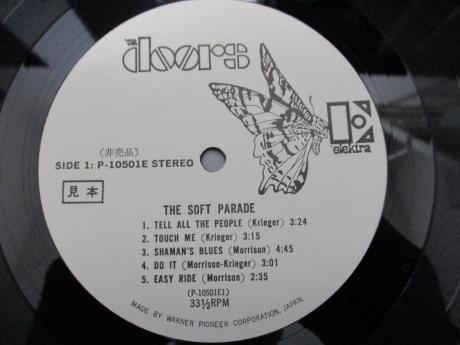 THE doors
elektra
(非売品)
SIDE 1: P-10501E STEREO
見本
THE SOFT PARADE
1. TELL ALL THE PEOPLE (Krieger) 3:24
2. TOUCH ME (Krieger) 3:15
3. SHAMAN'S BLUES (Morrison) 4:45
4. DO IT (Morrison-Krieger) 3:01
5. EASY RIDE (Morrison) 2:35
(P-10501E1)
33⅓RPM
MADE BY WARNER PIONEER CORPORATION, JAPAN.